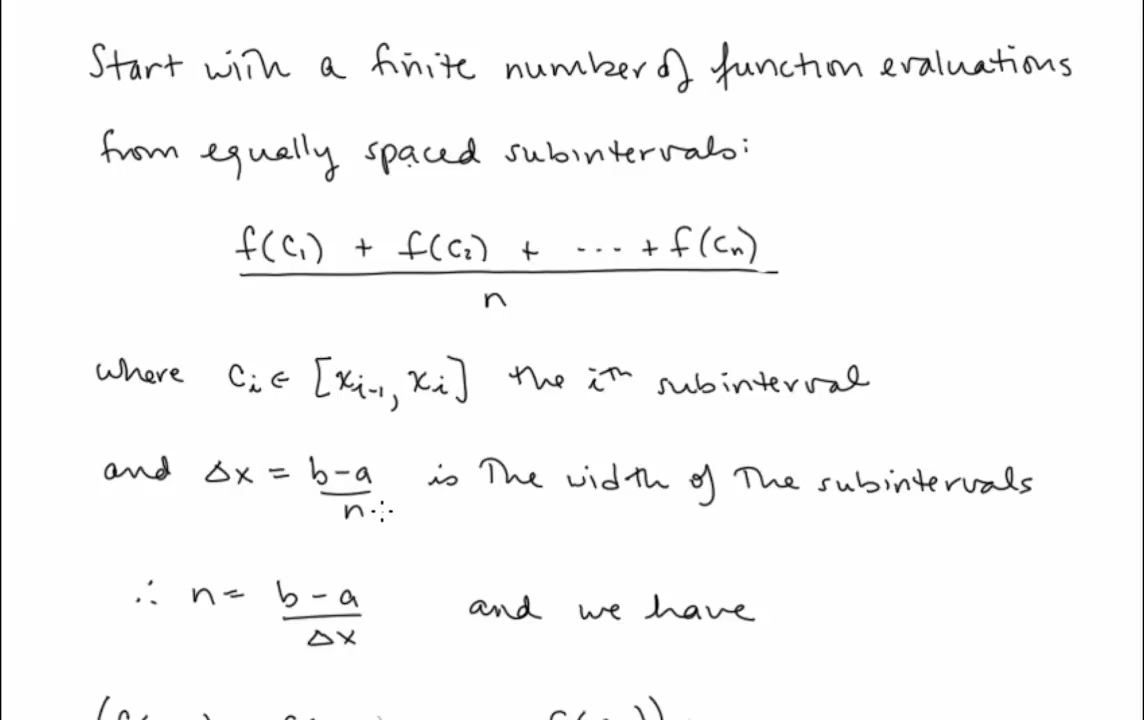 Start with a finite number of function evaluations
from equally spaced subintervals:
f(c₁) + f(c₂) + ... + f(cₙ)
n
where cᵢ ∈ [xᵢ₋₁, xᵢ] the iᵗʰ subinterval
and Δx = b-a / n is the width of the subintervals
∴ n = b-a / Δx and we have